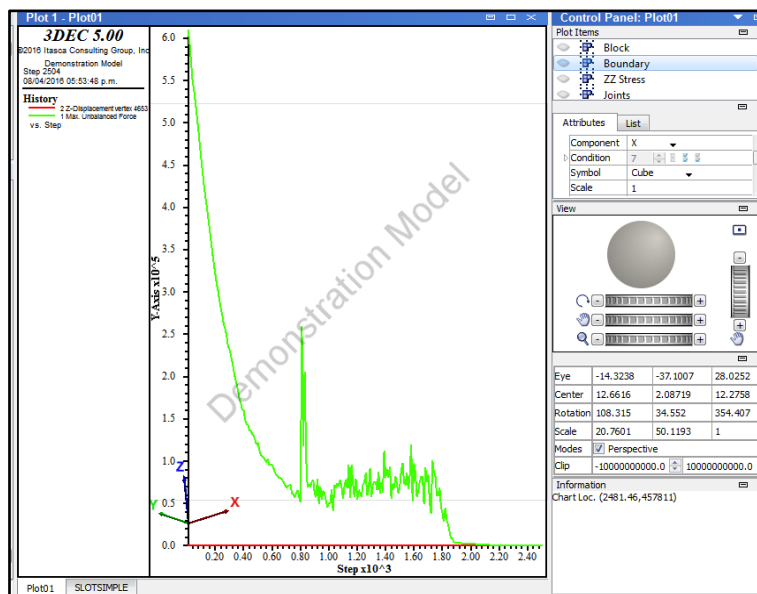 Plot 1 - Plot01
3DEC 5.00
©2016 Itasca Consulting Group, Inc
Demonstration Model
Step 2504
08/04/2016 05:53:48 p.m.
History
2 Z-Displacement vertex 4653
1 Max. Unbalanced Force
vs. Step
6.0
5.5
5.0
4.5
4.0
3.5
3.0
2.5
2.0
1.5
1.0
0.5
0.0
Y-Axis x10^5
Demonstration Model
Z
Y
X
0.20 0.40 0.60 0.80 1.00 1.20 1.40 1.60 1.80 2.00 2.20 2.40
Step x10^3
Plot01 SLOTSIMPLE
Control Panel: Plot01
Plot Items
Block
Boundary
ZZ Stress
Joints
Attributes List
Component X
Condition 7
Symbol Cube
Scale 1
View
Eye -14.3238 -37.1007 28.0252
Center 12.6616 2.08719 12.2758
Rotation 108.315 34.552 354.407
Scale 20.7601 50.1193 1
Modes Perspective
Clip -10000000000.0 10000000000.0
Information
Chart Loc. (2481.46,457811)